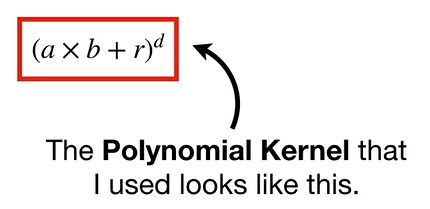 (a × b + r)ᵈ
The Polynomial Kernel that
I used looks like this.